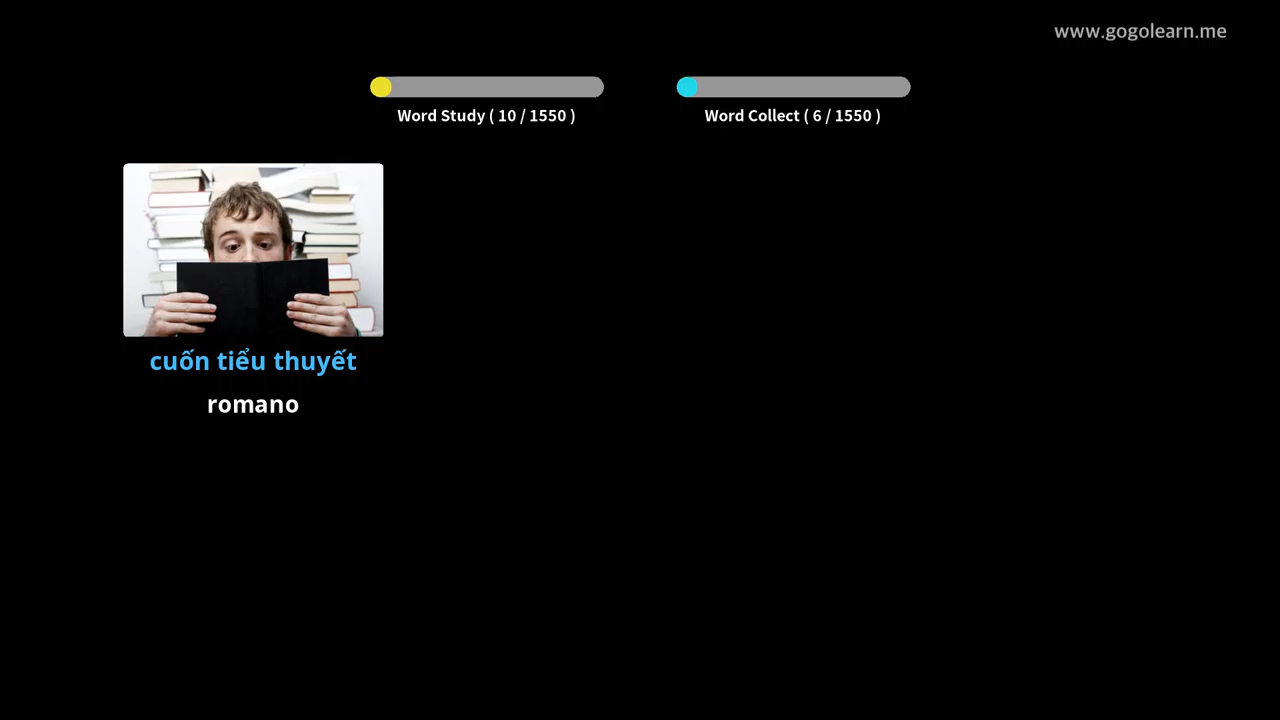 www.gogolearn.me
Word Study ( 10 / 1550 )
Word Collect ( 6 / 1550 )
cuốn tiểu thuyết
romano